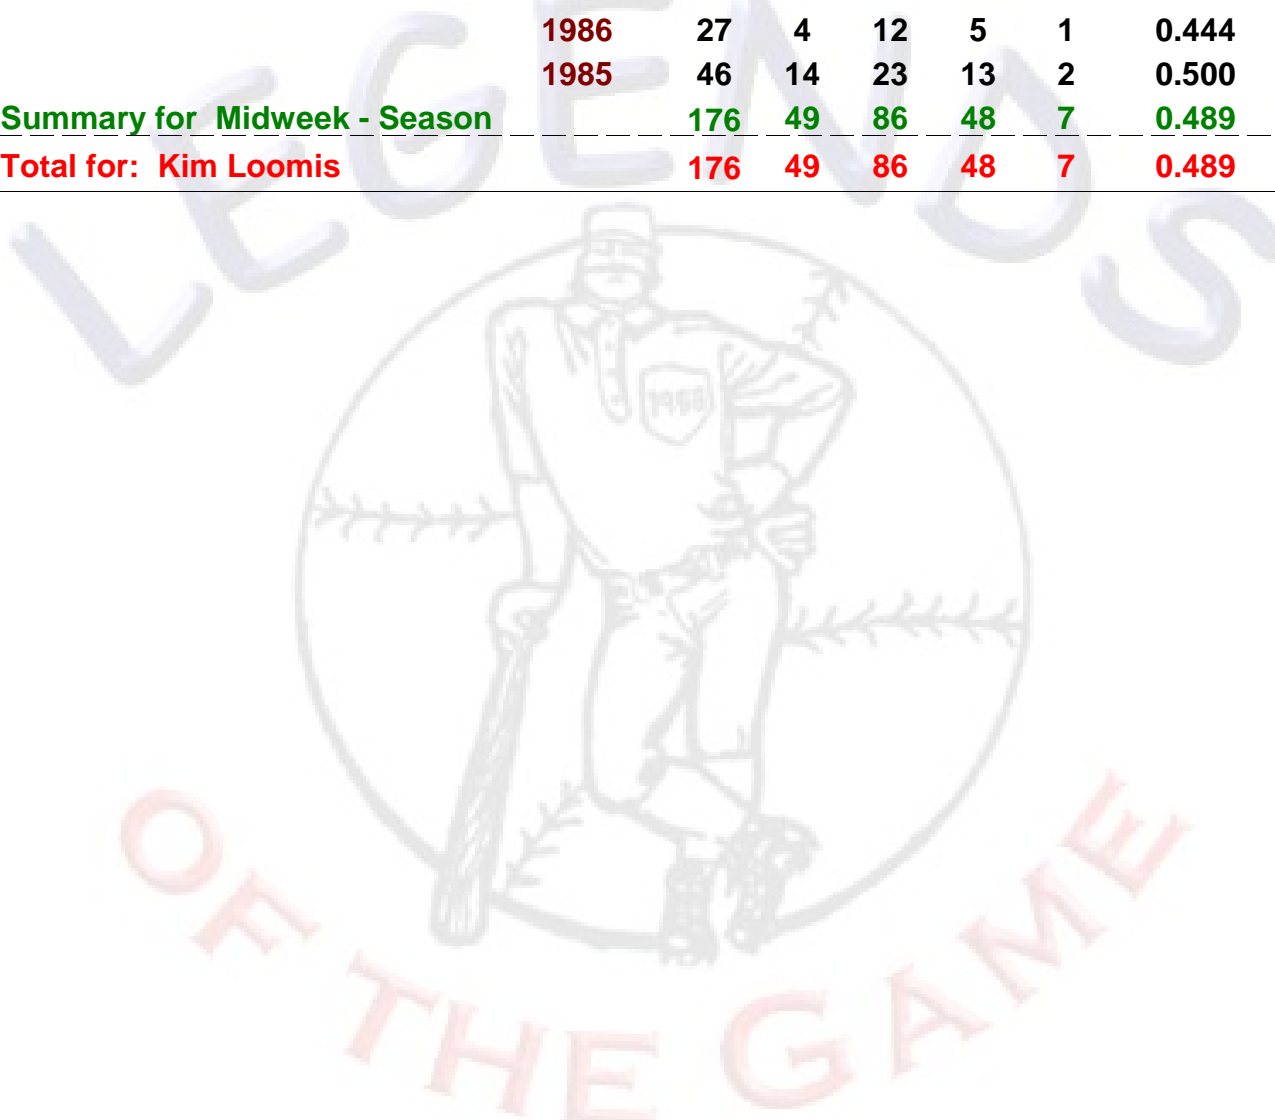 1986 27 4 12 5 1 0.444
1985 46 14 23 13 2 0.500
Summary for Midweek - Season 176 49 86 48 7 0.489
Total for: Kim Loomis 176 49 86 48 7 0.489
LEGENDS
1958
OF THE GAME